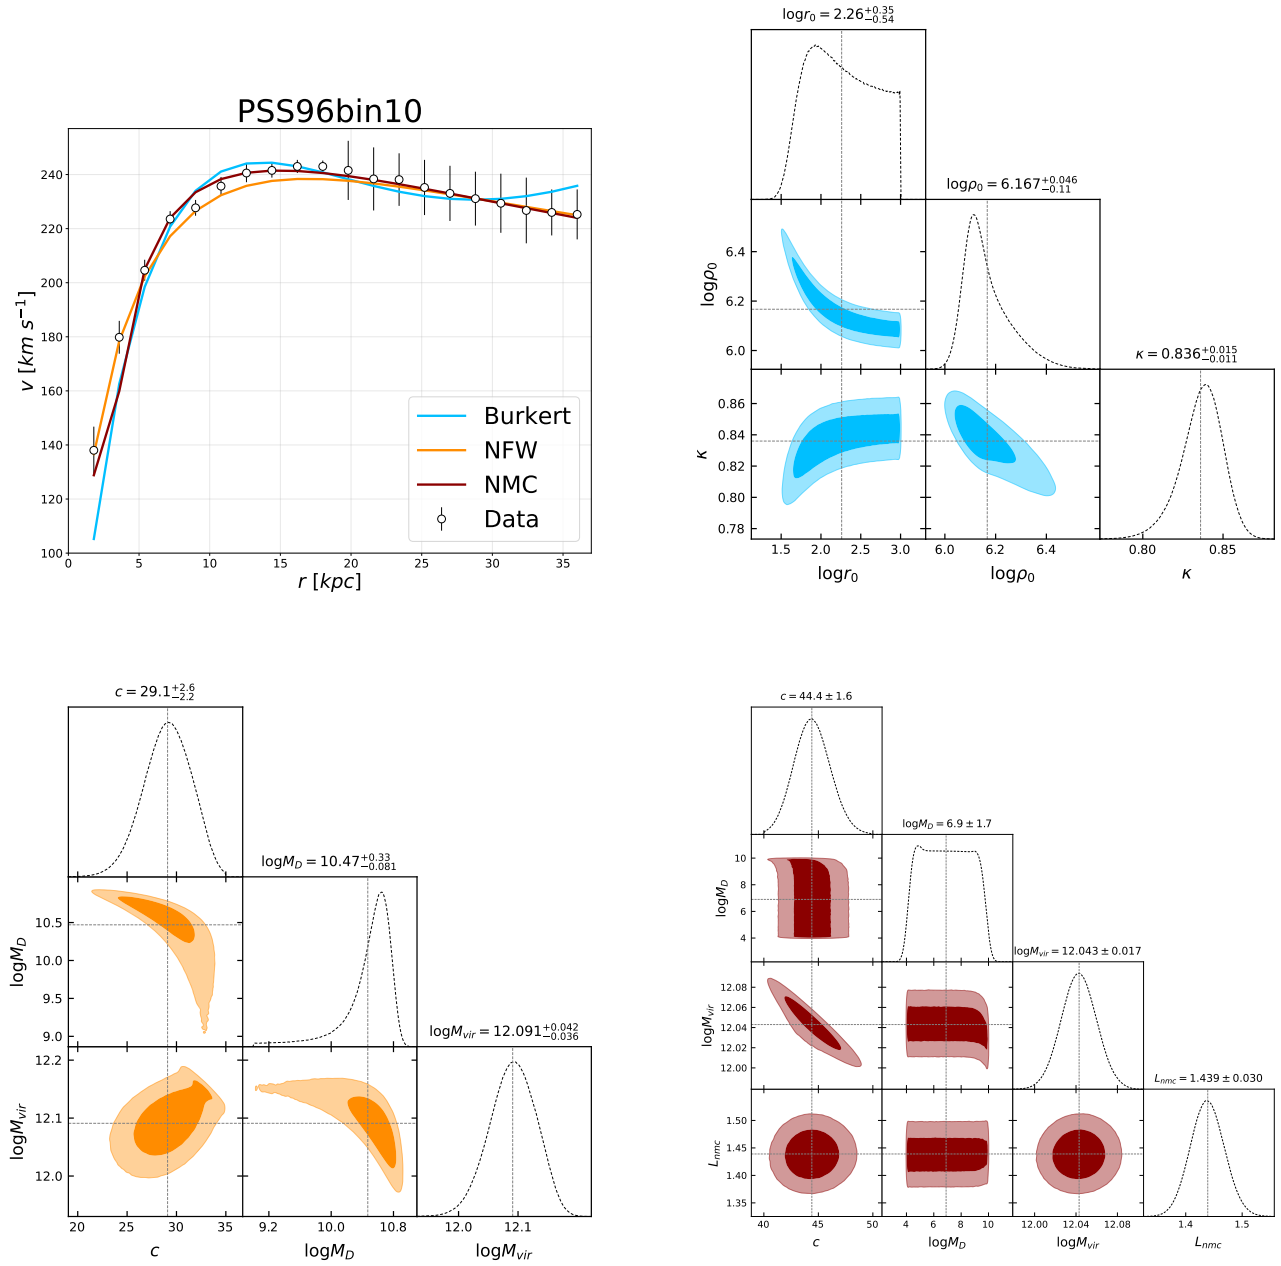 PSS96bin10
240
220
200
180
160
140
120
100
v [km s⁻¹]
0 5 10 15 20 25 30 35
r [kpc]
Burkert
NFW
NMC
Data
logr₀ = 2.26+0.35−0.54
logρ₀ = 6.167+0.046−0.11
κ = 0.836+0.015−0.011
logρ₀
6.4
6.2
6.0
κ
0.86
0.84
0.82
0.80
0.78
1.5 2.0 2.5 3.0
6.0 6.2 6.4
0.80 0.85
logr₀
logρ₀
κ
c = 29.1+2.6−2.2
logM_D = 10.47+0.33−0.081
logM_vir = 12.091+0.042−0.036
logM_D
10.5
10.0
9.5
9.0
logM_vir
12.2
12.1
12.0
20 25 30 35
9.2 10.0 10.8
12.0 12.1
c
logM_D
logM_vir
c = 44.4 ± 1.6
logM_D = 6.9 ± 1.7
logM_vir = 12.043 ± 0.017
L_nmc = 1.439 ± 0.030
logM_D
10
8
6
4
logM_vir
12.08
12.04
12.02
12.00
L_nmc
1.50
1.45
1.40
1.35
40 45 50
4 6 8 10
12.00 12.04 12.08
1.4 1.5
c
logM_D
logM_vir
L_nmc